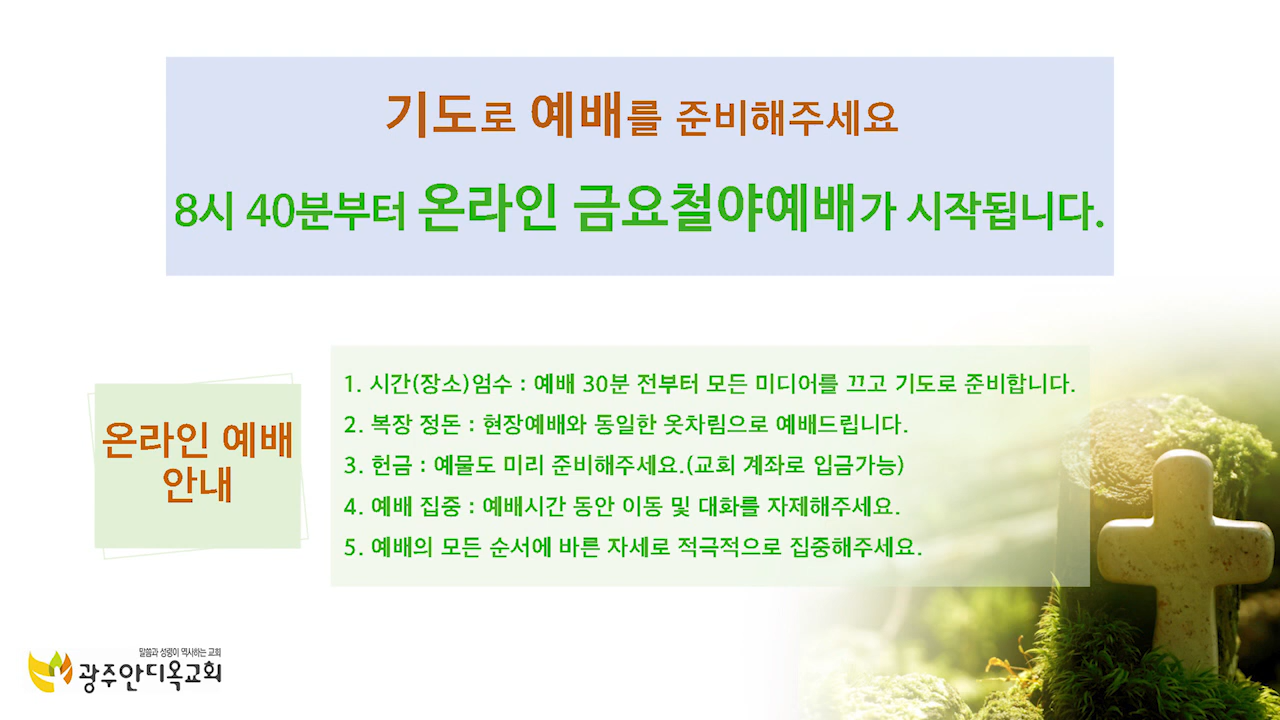 기도로 예배를 준비해주세요
8시 40분부터 온라인 금요철야예배가 시작됩니다.
온라인 예배
안내
1. 시간(장소)엄수 : 예배 30분 전부터 모든 미디어를 끄고 기도로 준비합니다.
2. 복장 정돈 : 현장예배와 동일한 옷차림으로 예배드립니다.
3. 헌금 : 예물도 미리 준비해주세요.(교회 계좌로 입금가능)
4. 예배 집중 : 예배시간 동안 이동 및 대화를 자제해주세요.
5. 예배의 모든 순서에 바른 자세로 적극적으로 집중해주세요.
말씀과 성령이 역사하는 교회
광주안디옥교회